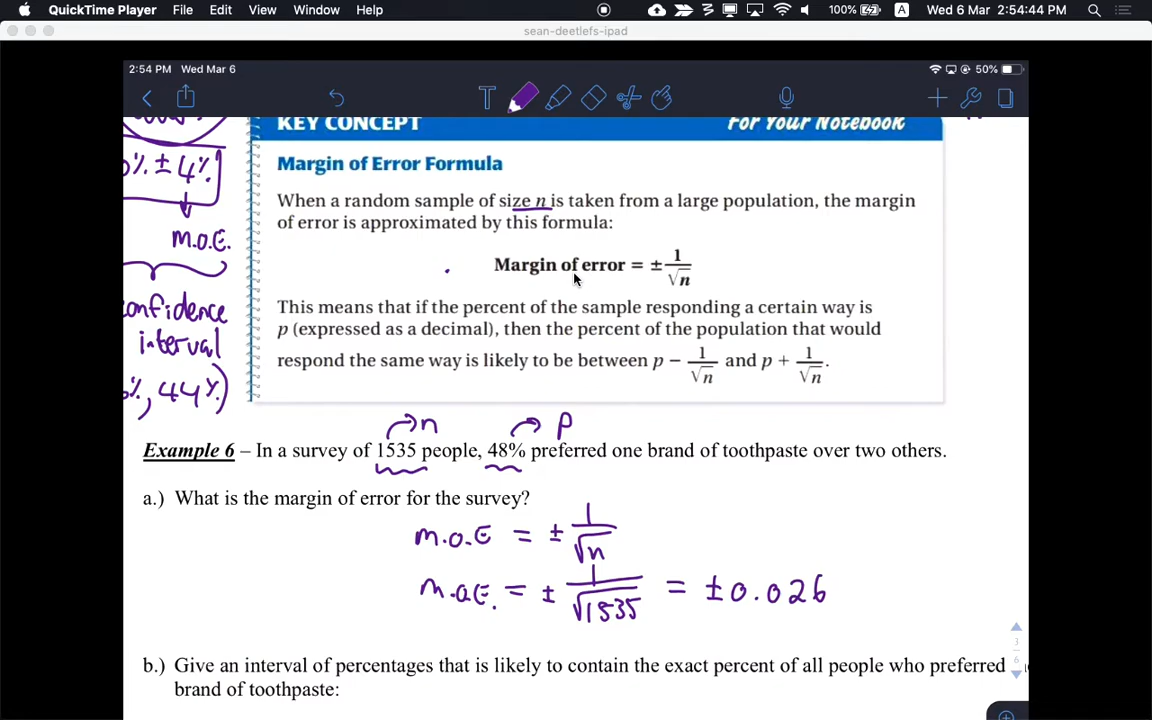 QuickTime Player File Edit View Window Help 100% A Wed 6 Mar 2:54:44 PM
sean-deetlefs-ipad
2:54 PM Wed Mar 6 50%
KEY CONCEPT For Your Notebook
% ± 4%
m.o.E.
confidence
interval
%, 44%)
Margin of Error Formula
When a random sample of size n is taken from a large population, the margin
of error is approximated by this formula:
Margin of error = ± 1/√n
This means that if the percent of the sample responding a certain way is
p (expressed as a decimal), then the percent of the population that would
respond the same way is likely to be between p − 1/√n and p + 1/√n.
n p
Example 6 – In a survey of 1535 people, 48% preferred one brand of toothpaste over two others.
a.) What is the margin of error for the survey?
m.o.E = ± 1/√n
m.o.E. = ± 1/√1535 = ±0.026
3
6
b.) Give an interval of percentages that is likely to contain the exact percent of all people who preferred
brand of toothpaste: